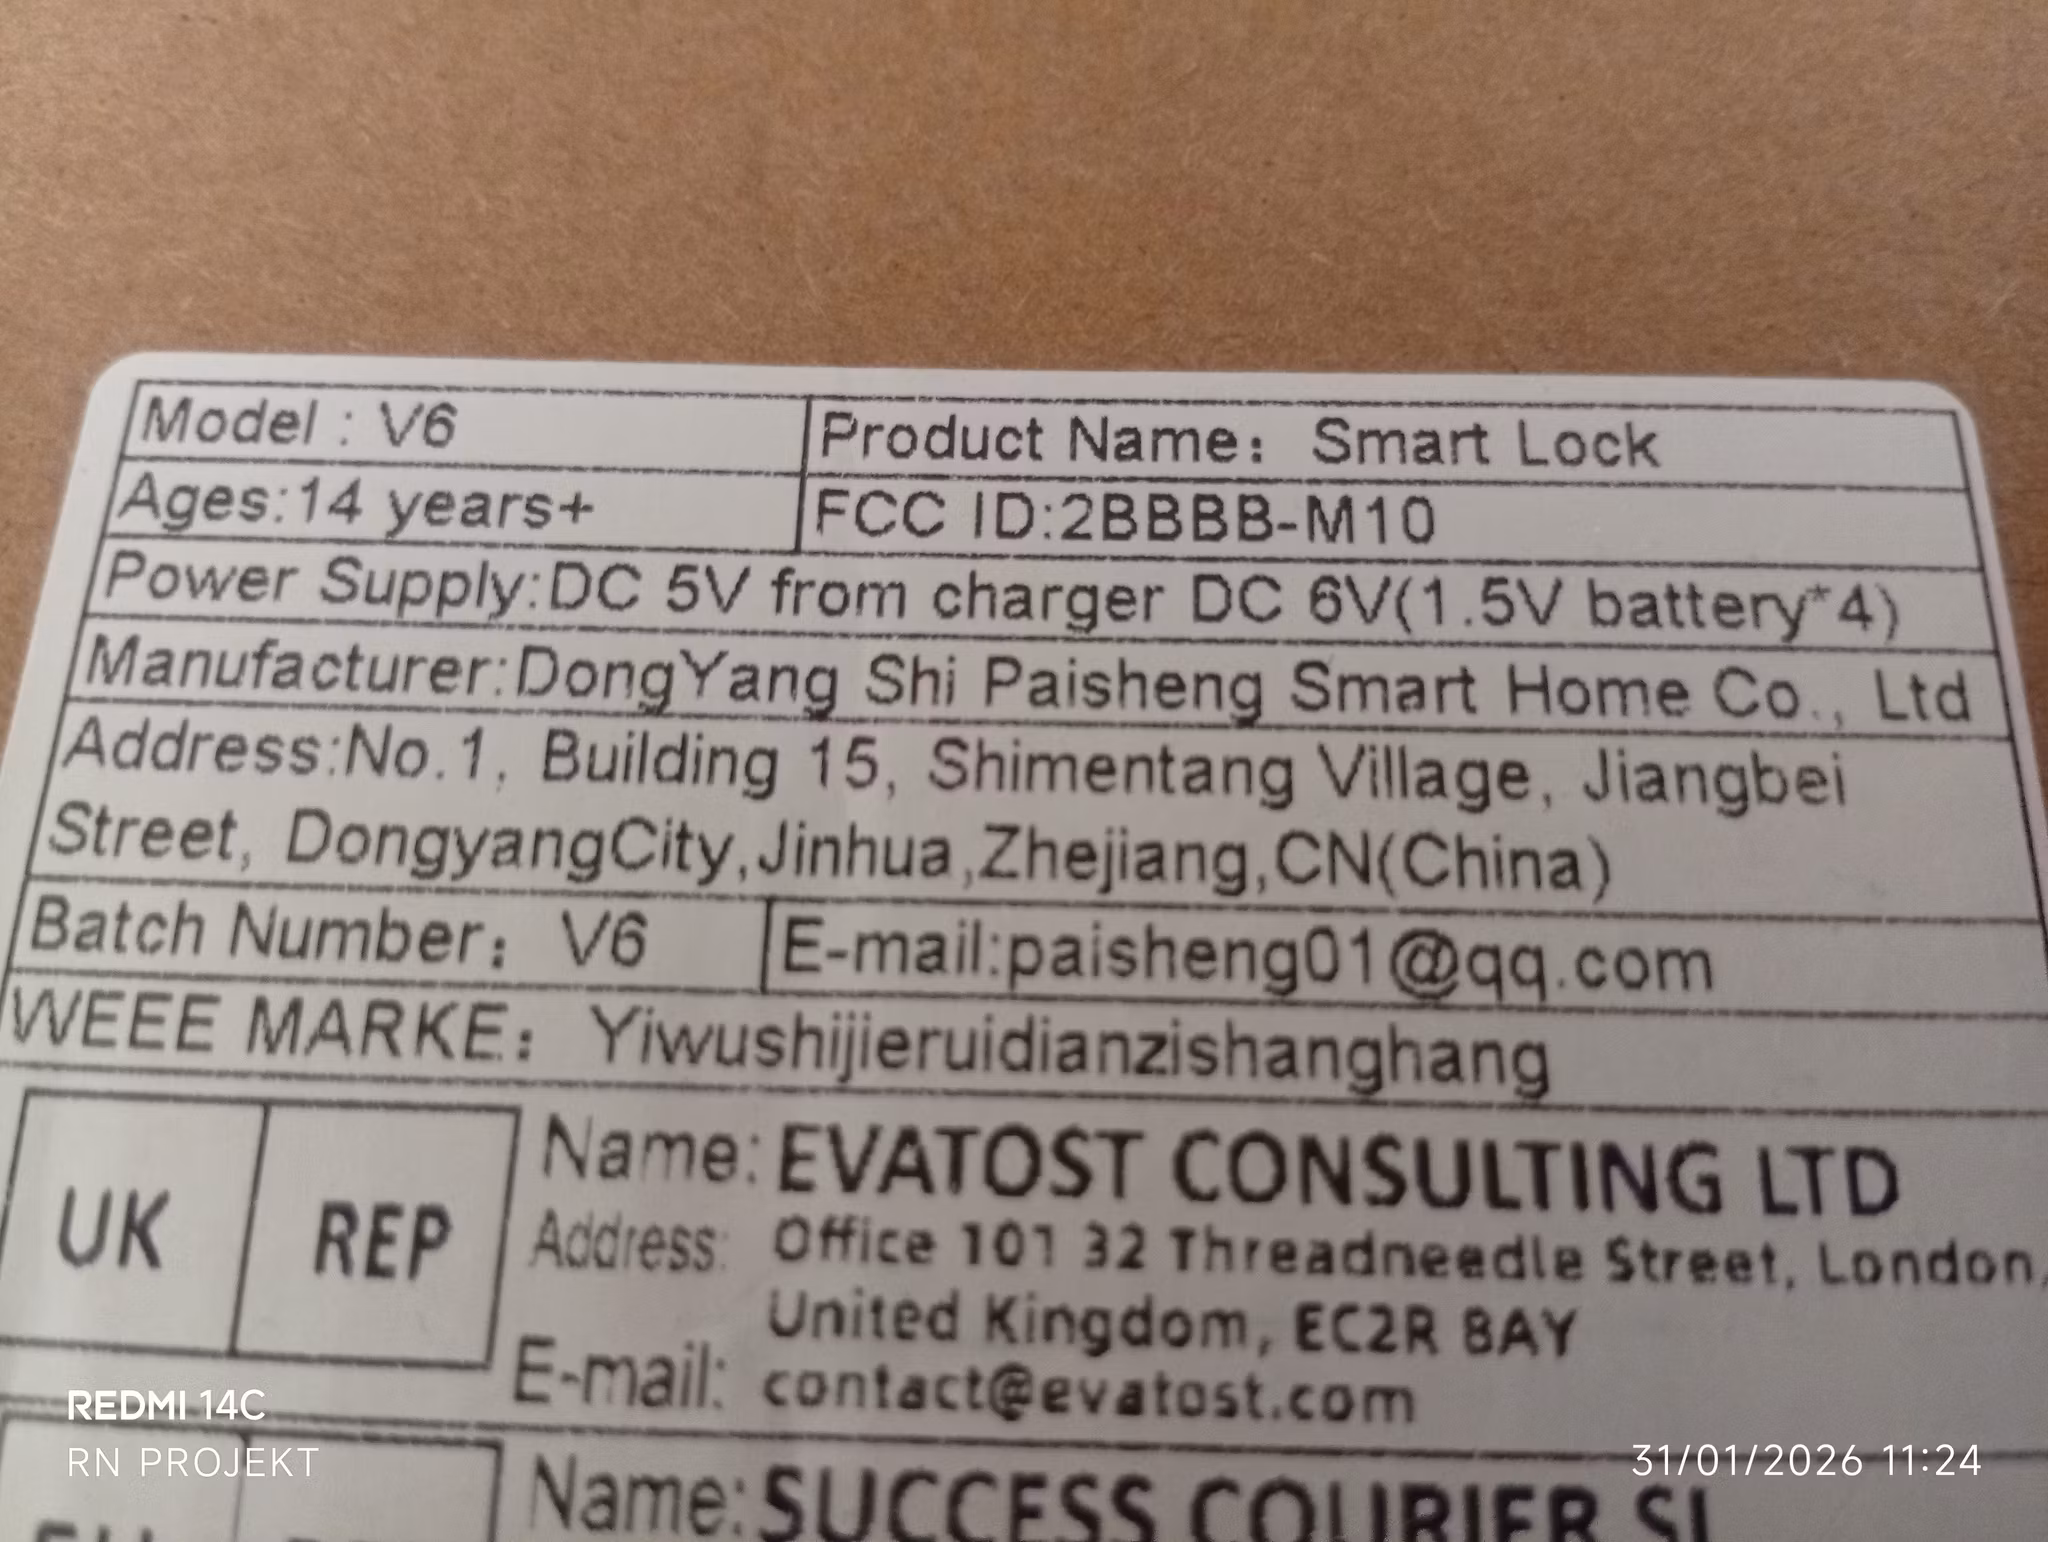 Model : V6
Product Name: Smart Lock
Ages:14 years+
FCC ID:2BBBB-M10
Power Supply:DC 5V from charger DC 6V(1.5V battery*4)
Manufacturer:DongYang Shi Paisheng Smart Home Co., Ltd
Address:No.1, Building 15, Shimentang Village, Jiangbei
Street, DongyangCity,Jinhua,Zhejiang,CN(China)
Batch Number: V6
E-mail:paisheng01@qq.com
WEEE MARKE: Yiwushijieruidianzishanghang
UK REP
Name: EVATOST CONSULTING LTD
Address: Office 101 32 Threadneedle Street, London,
United Kingdom, EC2R 8AY
E-mail: contact@evatost.com
Name: SUCCESS COURIER SL
REDMI 14C
RN PROJEKT
31/01/2026 11:24